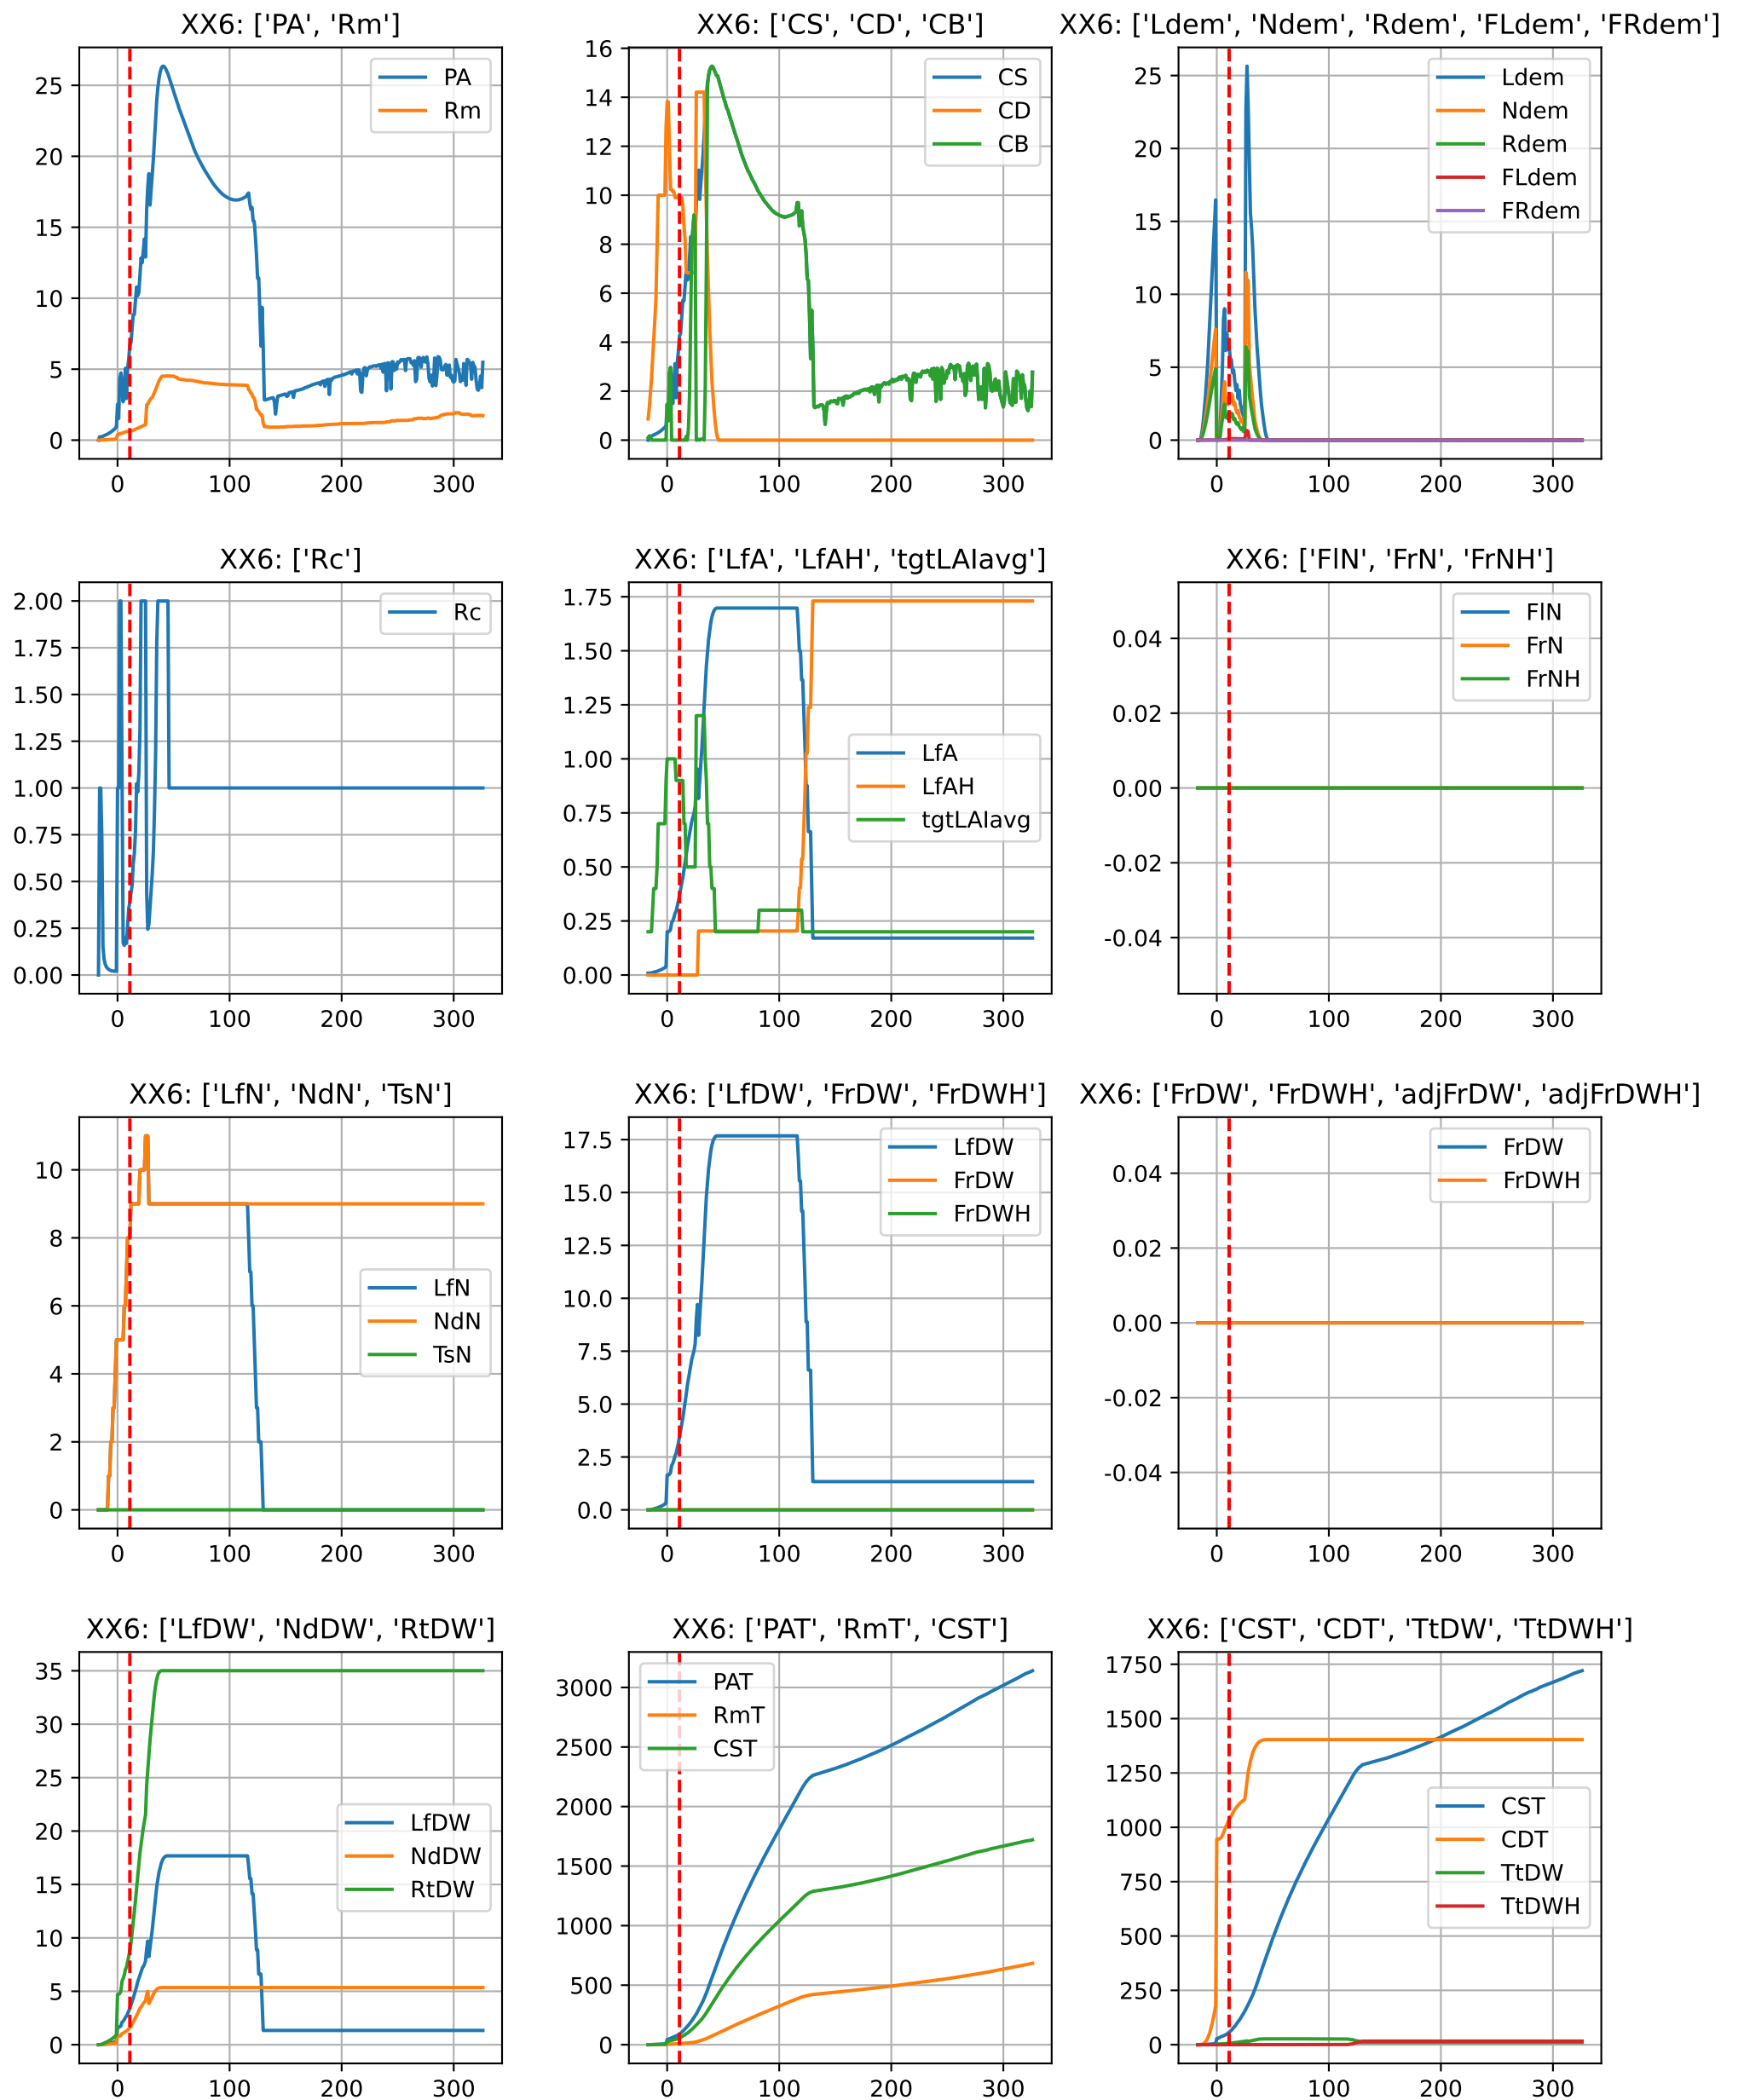 XX6: ['PA', 'Rm']
25
20
15
10
5
0
0 100 200 300
PA
Rm
XX6: ['CS', 'CD', 'CB']
16
14
12
10
8
6
4
2
0
0 100 200 300
CS
CD
CB
XX6: ['Ldem', 'Ndem', 'Rdem', 'FLdem', 'FRdem']
25
20
15
10
5
0
0 100 200 300
Ldem
Ndem
Rdem
FLdem
FRdem
XX6: ['Rc']
2.00
1.75
1.50
1.25
1.00
0.75
0.50
0.25
0.00
0 100 200 300
Rc
XX6: ['LfA', 'LfAH', 'tgtLAIavg']
1.75
1.50
1.25
1.00
0.75
0.50
0.25
0.00
0 100 200 300
LfA
LfAH
tgtLAIavg
XX6: ['FlN', 'FrN', 'FrNH']
0.04
0.02
0.00
-0.02
-0.04
0 100 200 300
FlN
FrN
FrNH
XX6: ['LfN', 'NdN', 'TsN']
10
8
6
4
2
0
0 100 200 300
LfN
NdN
TsN
XX6: ['LfDW', 'FrDW', 'FrDWH']
17.5
15.0
12.5
10.0
7.5
5.0
2.5
0.0
0 100 200 300
LfDW
FrDW
FrDWH
XX6: ['FrDW', 'FrDWH', 'adjFrDW', 'adjFrDWH']
0.04
0.02
0.00
-0.02
-0.04
0 100 200 300
FrDW
FrDWH
XX6: ['LfDW', 'NdDW', 'RtDW']
35
30
25
20
15
10
5
0
0 100 200 300
LfDW
NdDW
RtDW
XX6: ['PAT', 'RmT', 'CST']
3000
2500
2000
1500
1000
500
0
0 100 200 300
PAT
RmT
CST
XX6: ['CST', 'CDT', 'TtDW', 'TtDWH']
1750
1500
1250
1000
750
500
250
0
0 100 200 300
CST
CDT
TtDW
TtDWH